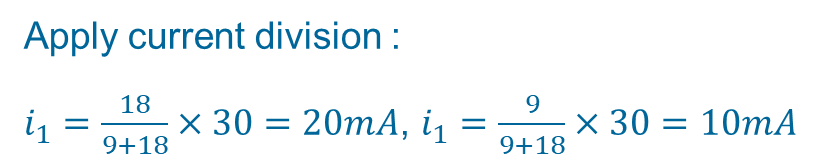 Apply current division :
i₁ = 18/(9+18) × 30 = 20mA, i₁ = 9/(9+18) × 30 = 10mA